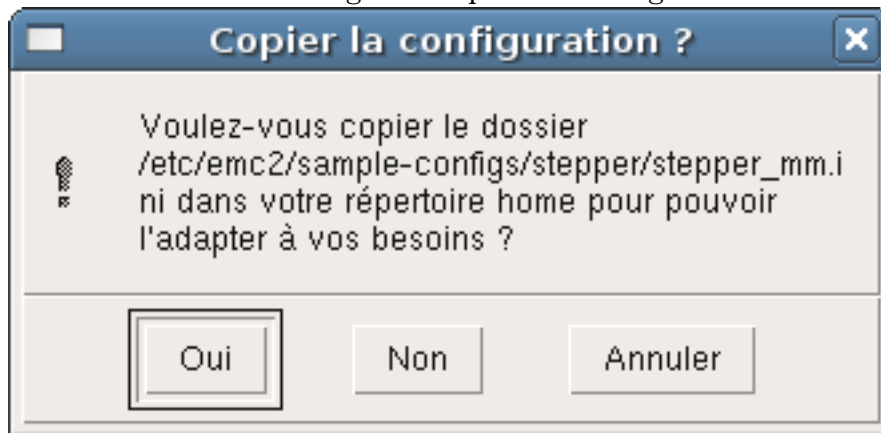 Copier la configuration ?
Voulez-vous copier le dossier
/etc/emc2/sample-configs/stepper/stepper_mm.i
ni dans votre répertoire home pour pouvoir
l'adapter à vos besoins ?
Oui Non Annuler